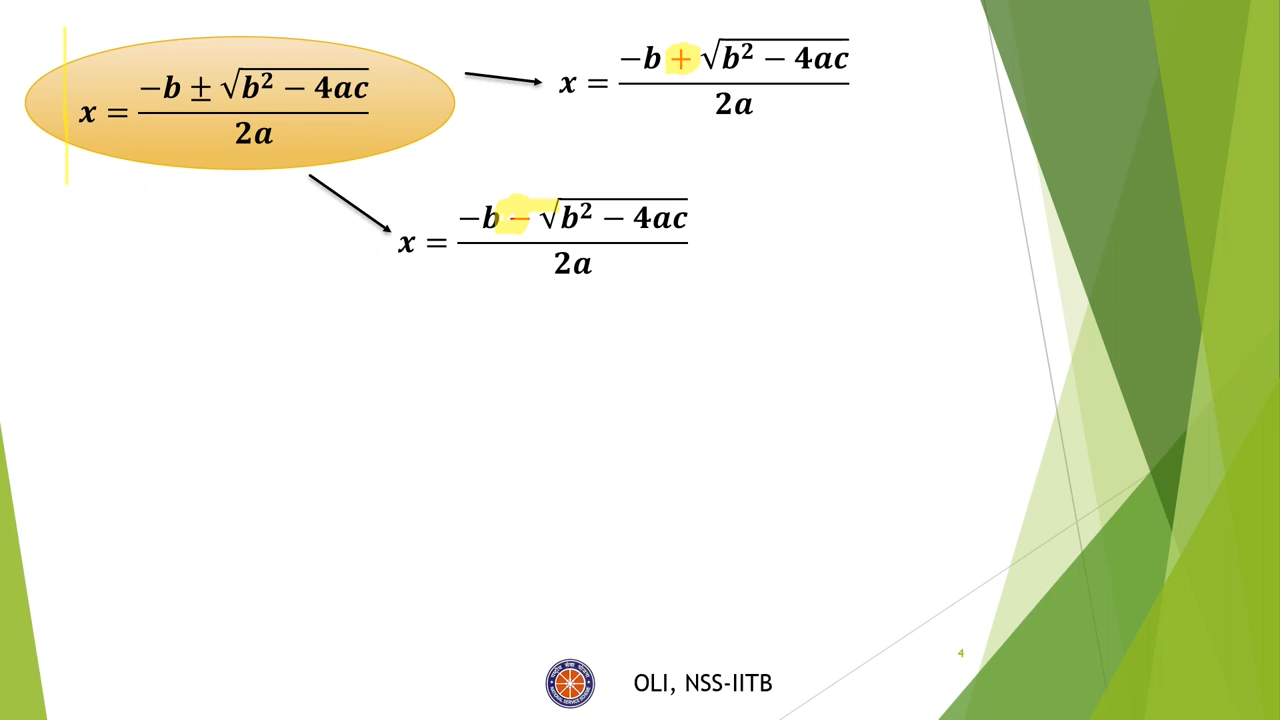 x = (−b ± √(b² − 4ac)) / 2a
x = (−b + √(b² − 4ac)) / 2a
x = (−b − √(b² − 4ac)) / 2a
4
OLI, NSS-IITB